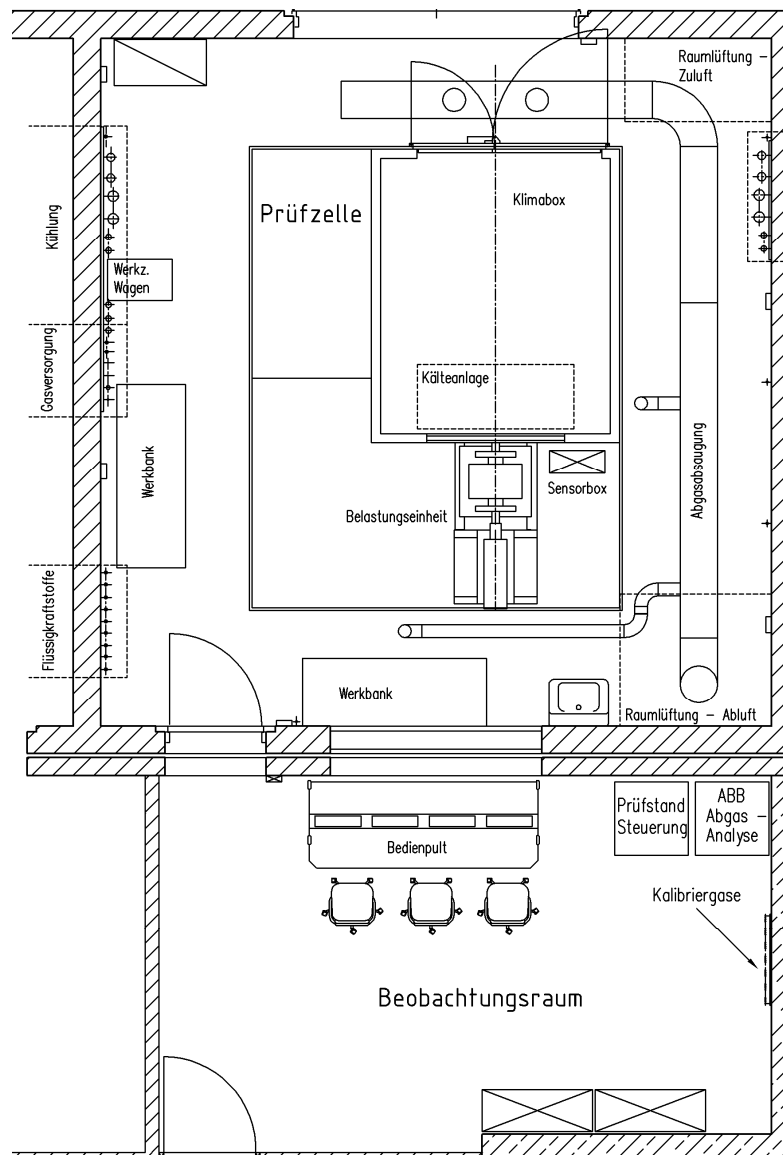 Raumlüftung –
Zuluft
Klimabox
Prüfzelle
Kühlung
Werkz.
Wagen
Gasversorgung
Kälteanlage
Werkbank
Sensorbox
Belastungseinheit
Abgasabsaugung
Flüssigkraftstoffe
Werkbank
Raumlüftung – Abluft
Prüfstand
Steuerung
ABB
Abgas –
Analyse
Bedienpult
Kalibriergase
Beobachtungsraum